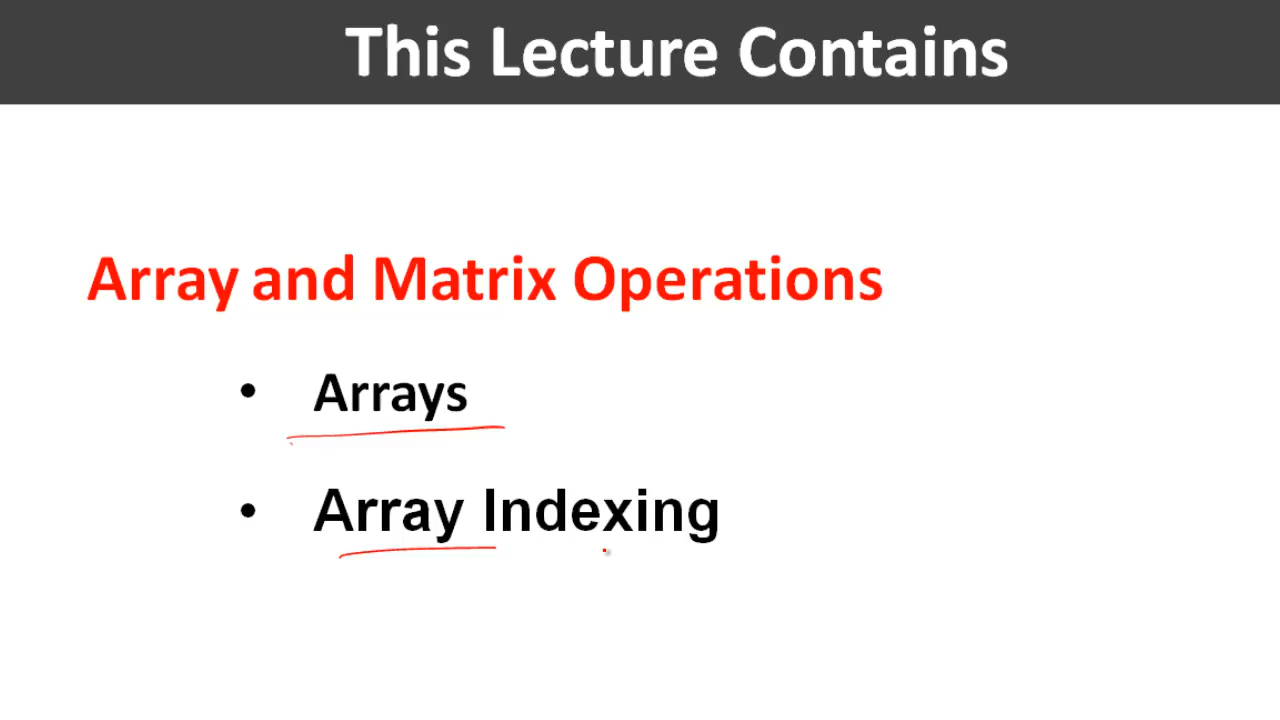 This Lecture Contains
Array and Matrix Operations
• Arrays
• Array Indexing